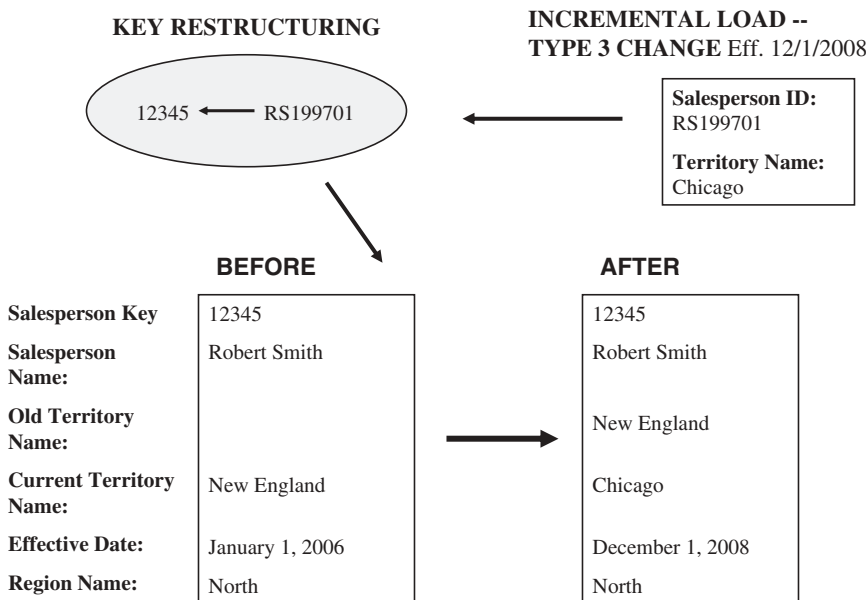 KEY RESTRUCTURING
INCREMENTAL LOAD --
TYPE 3 CHANGE Eff. 12/1/2008
12345
RS199701
Salesperson ID:
RS199701
Territory Name:
Chicago
BEFORE
AFTER
Salesperson Key
12345
12345
Salesperson
Name:
Robert Smith
Robert Smith
Old Territory
Name:
New England
Current Territory
Name:
New England
Chicago
Effective Date:
January 1, 2006
December 1, 2008
Region Name:
North
North